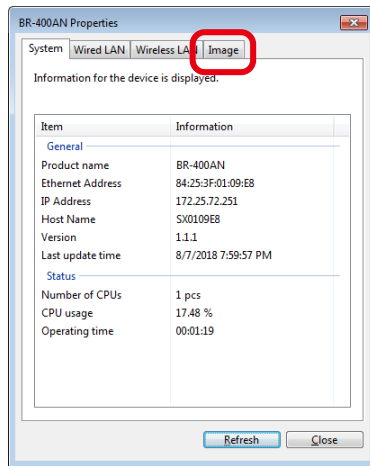 BR-400AN Properties
System Wired LAN Wireless LAN Image
Information for the device is displayed.
Item Information
General
Product name BR-400AN
Ethernet Address 84:25:3F:01:09:E8
IP Address 172.25.72.251
Host Name SX0109E8
Version 1.1.1
Last update time 8/7/2018 7:59:57 PM
Status
Number of CPUs 1 pcs
CPU usage 17.48 %
Operating time 00:01:19
Refresh Close